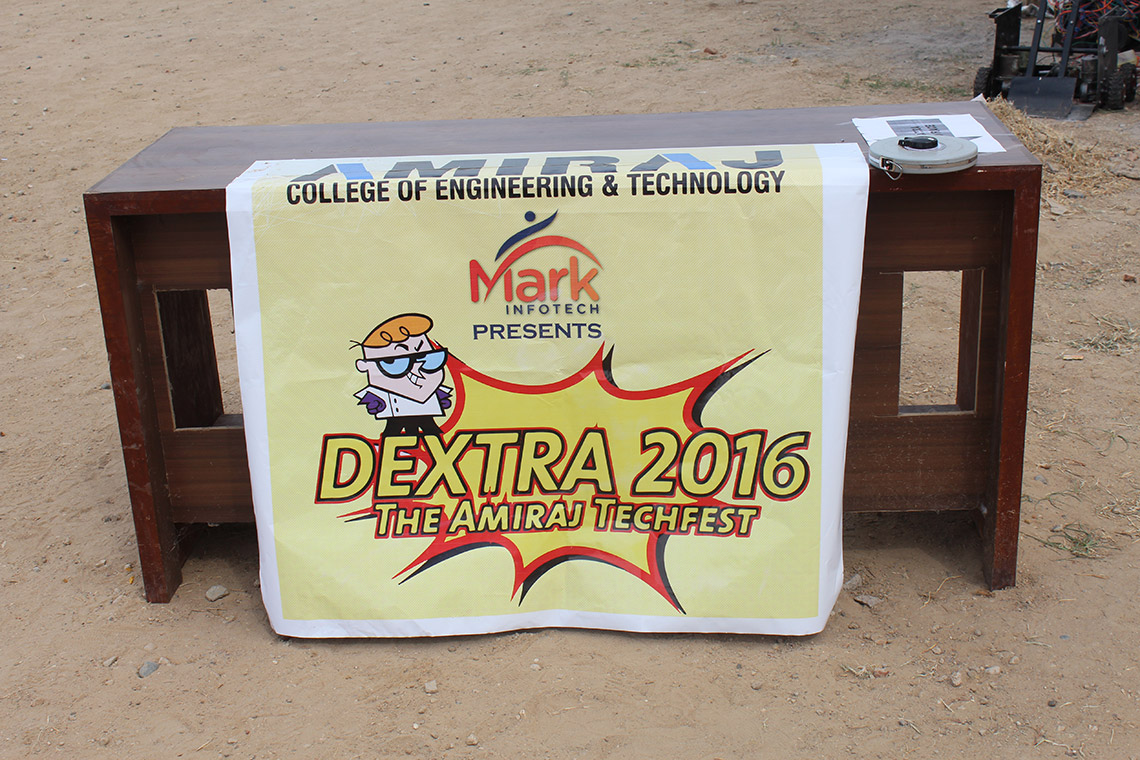 AMIRAJ
COLLEGE OF ENGINEERING & TECHNOLOGY
Mark
INFOTECH
PRESENTS
DEXTRA 2016
THE AMIRAJ TECHFEST